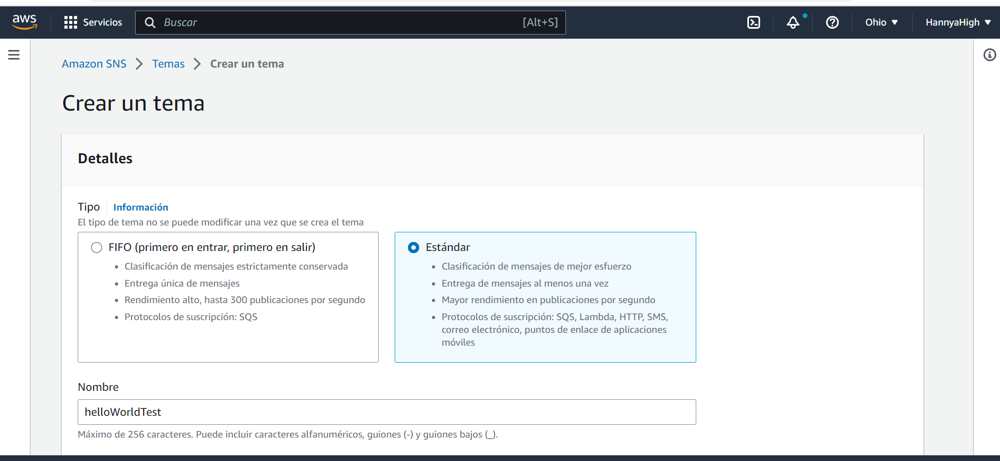 aws Servicios Buscar [Alt+S] Ohio HannyaHigh
Amazon SNS Temas Crear un tema
Crear un tema
Detalles
Tipo Información
El tipo de tema no se puede modificar una vez que se crea el tema
FIFO (primero en entrar, primero en salir)
Clasificación de mensajes estrictamente conservada
Entrega única de mensajes
Rendimiento alto, hasta 300 publicaciones por segundo
Protocolos de suscripción: SQS
Estándar
Clasificación de mensajes de mejor esfuerzo
Entrega de mensajes al menos una vez
Mayor rendimiento en publicaciones por segundo
Protocolos de suscripción: SQS, Lambda, HTTP, SMS,
correo electrónico, puntos de enlace de aplicaciones
móviles
Nombre
helloWorldTest
Máximo de 256 caracteres. Puede incluir caracteres alfanuméricos, guiones (-) y guiones bajos (_).